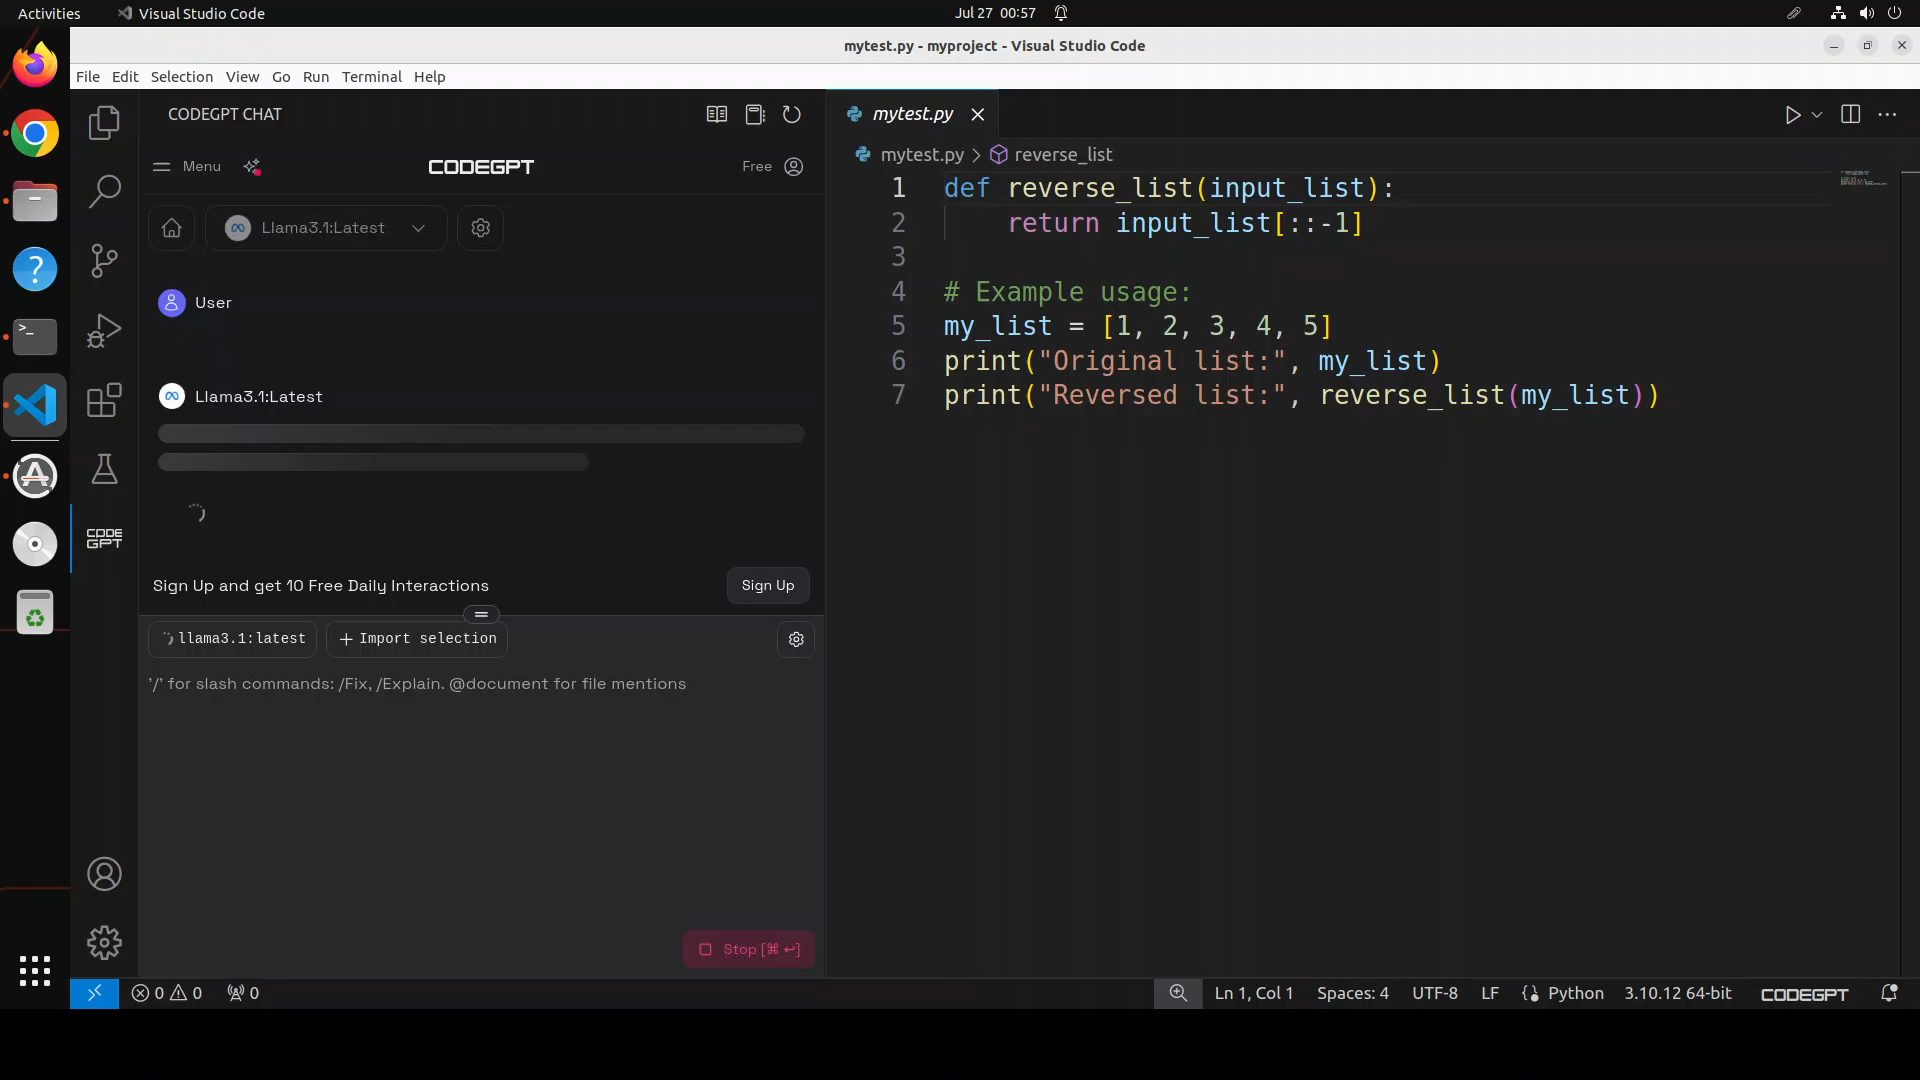 Activities
Visual Studio Code
Jul 27 00:57
mytest.py - myproject - Visual Studio Code
File Edit Selection View Go Run Terminal Help
CODEGPT CHAT
mytest.py
Menu
CODEGPT
Free
mytest.py > reverse_list
Llama3.1:Latest
1 def reverse_list(input_list):
2 return input_list[::-1]
3
4 # Example usage:
5 my_list = [1, 2, 3, 4, 5]
6 print("Original list:", my_list)
7 print("Reversed list:", reverse_list(my_list))
User
Llama3.1:Latest
CODE
GPT
Sign Up and get 10 Free Daily Interactions
Sign Up
llama3.1:latest
+ Import selection
'/' for slash commands: /Fix, /Explain. @document for file mentions
Stop [⌘ ↩]
0 0 0
Ln 1, Col 1 Spaces: 4 UTF-8 LF Python 3.10.12 64-bit CODEGPT